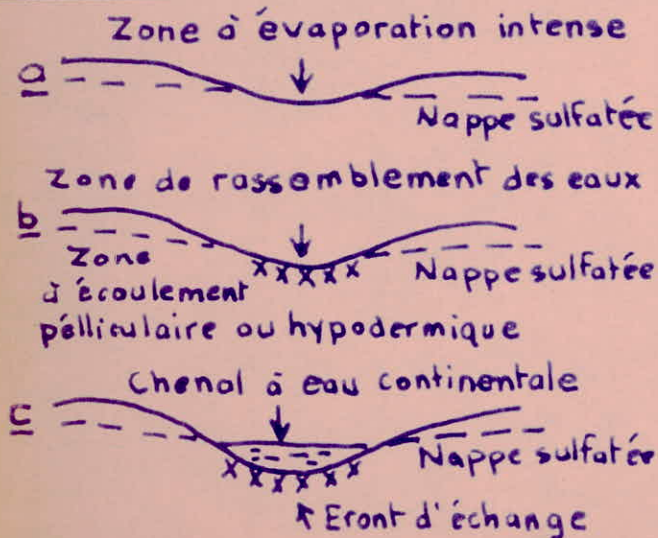 Zone à évaporation intense
a
Nappe sulfatée
Zone de rassemblement des eaux
b
Zone
à écoulement
pélliculaire ou hypodermique
Nappe sulfatée
Chenal à eau continentale
c
Nappe sulfatée
Eront d'échange